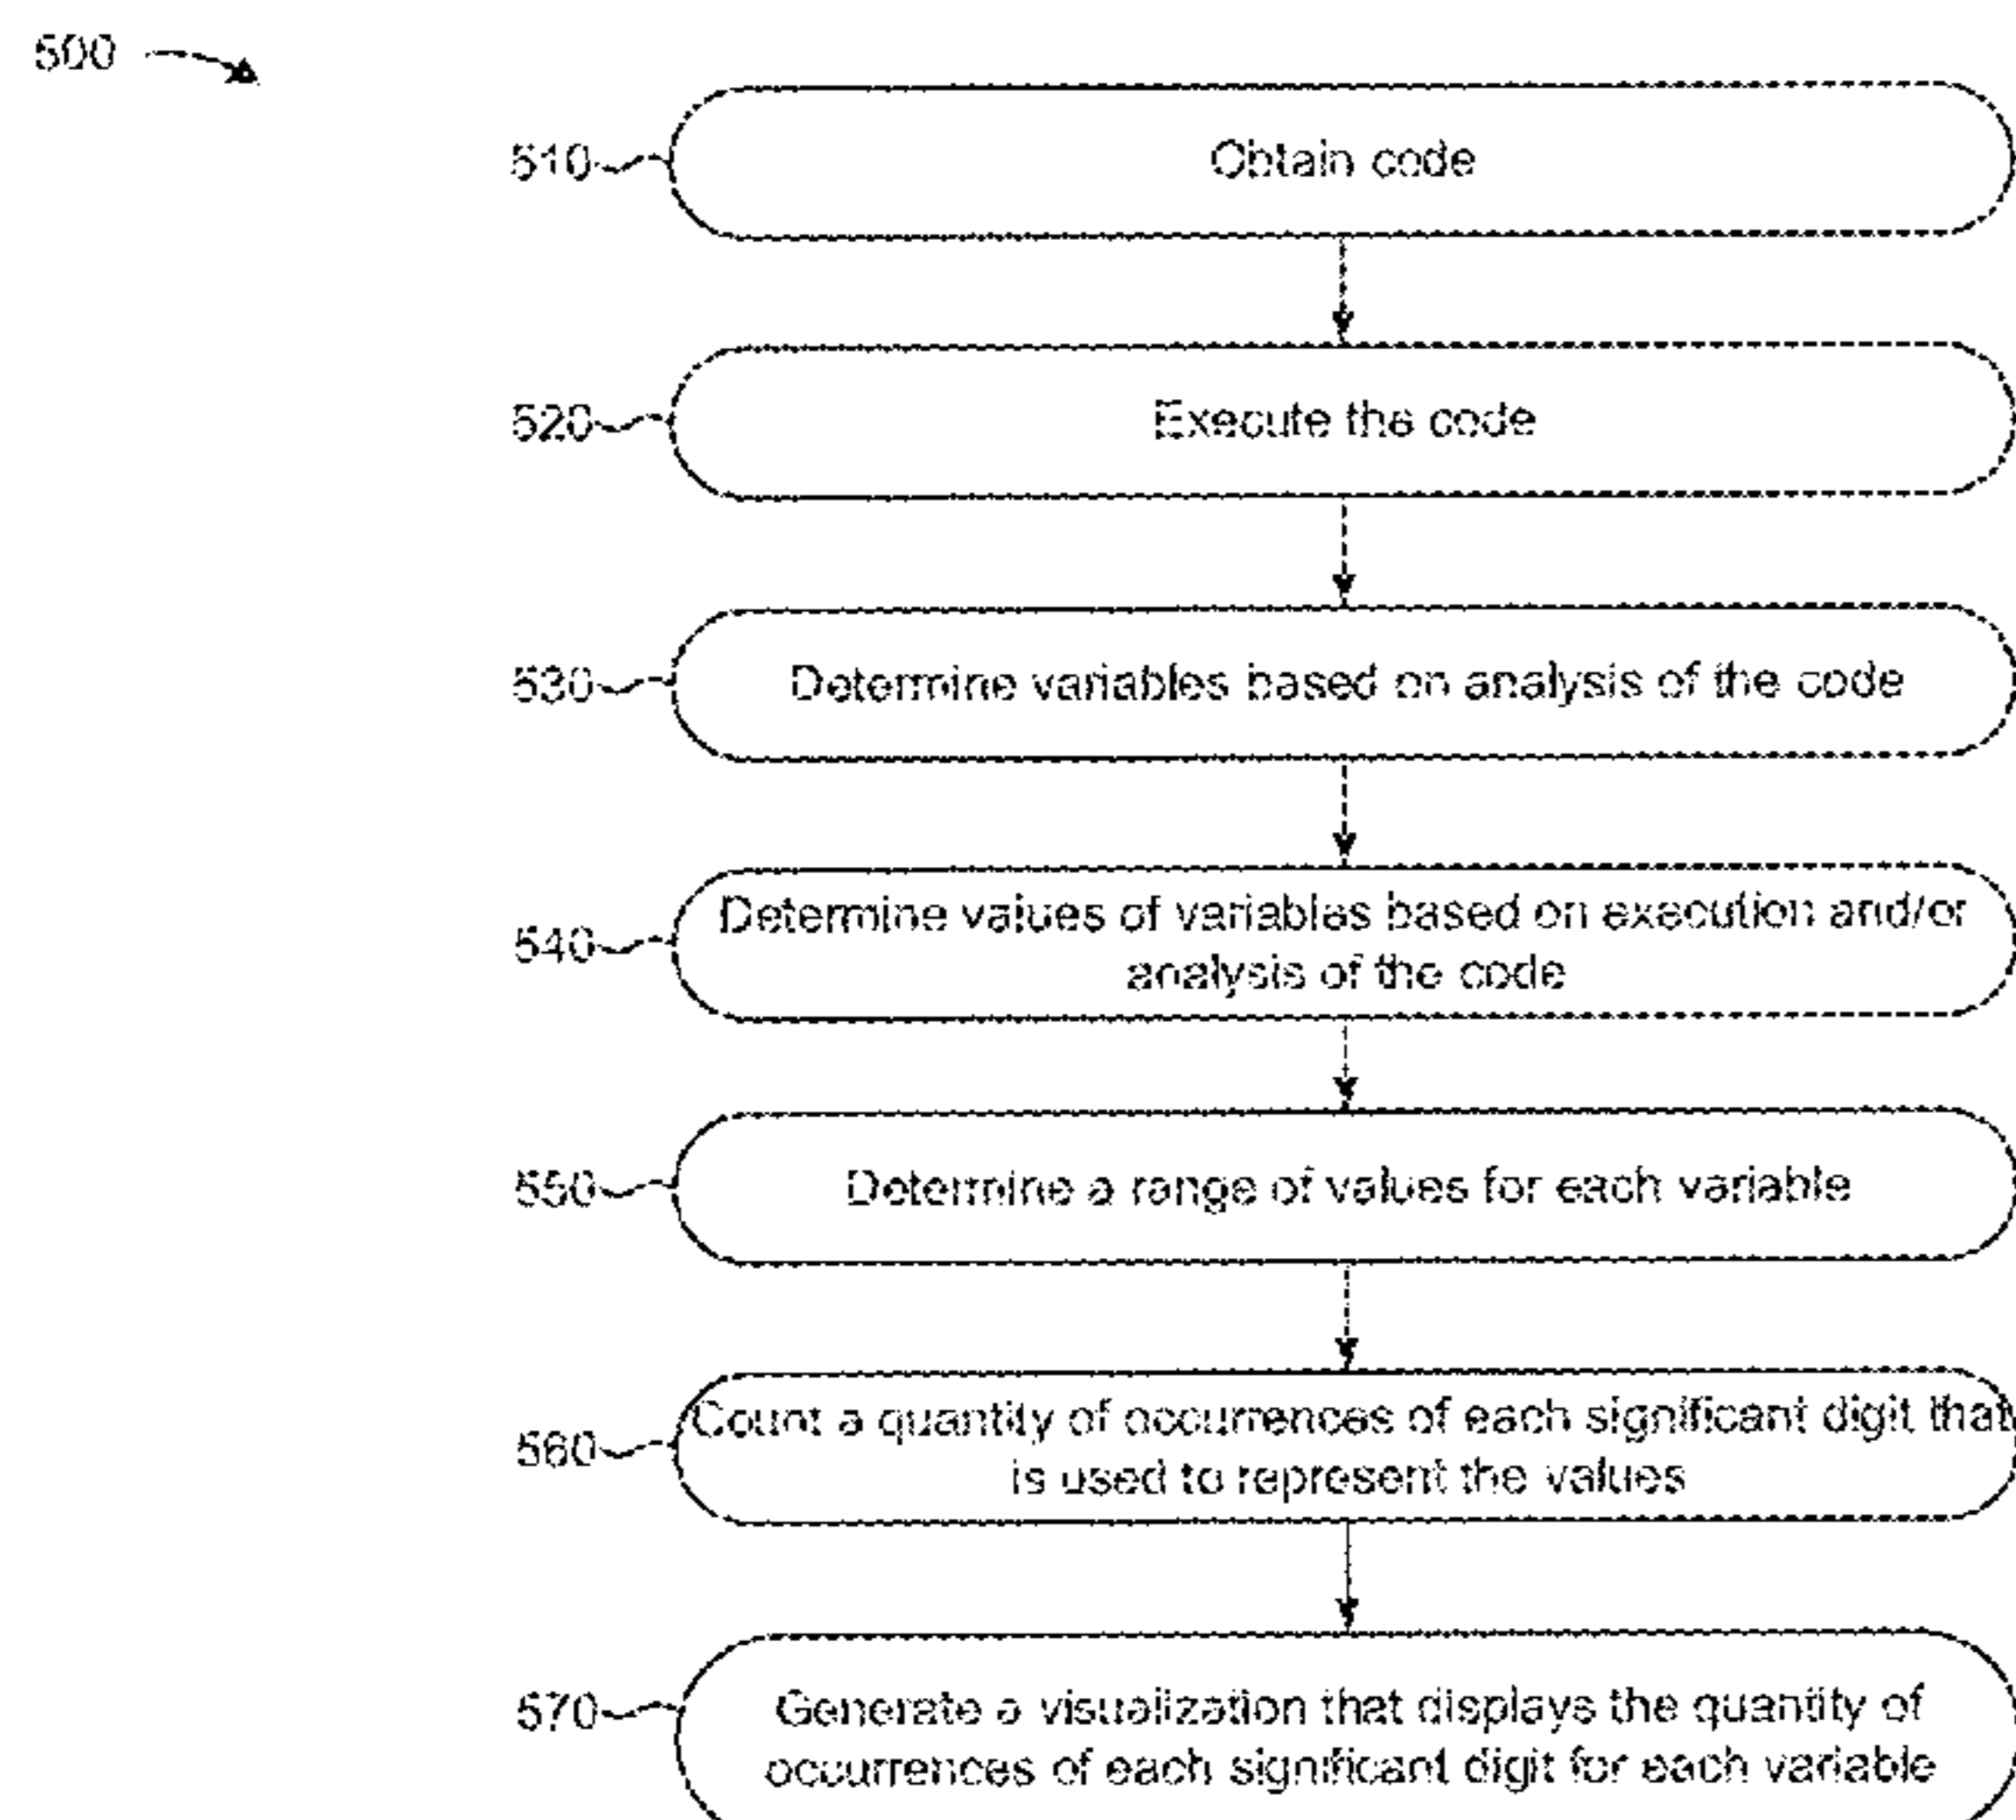 500
510
Obtain code
520
Execute the code
530
Determine variables based on analysis of the code
540
Determine values of variables based on execution and/or
analysis of the code
550
Determine a range of values for each variable
560
Count a quantity of occurrences of each significant digit that
is used to represent the values
570
Generate a visualization that displays the quantity of
occurrences of each significant digit for each variable